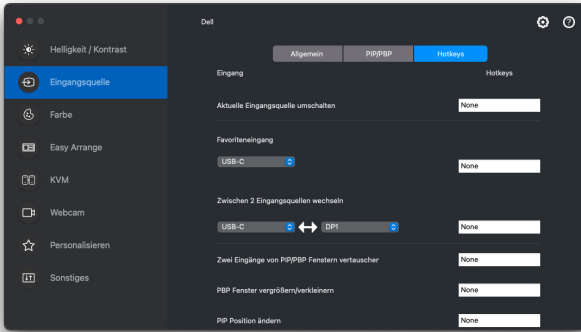 Dell
Helligkeit / Kontrast
Eingangsquelle
Farbe
Easy Arrange
KVM
Webcam
Personalisieren
Sonstiges
Allgemein PIP/PBP Hotkeys
Eingang Hotkeys
Aktuelle Eingangsquelle umschalten None
Favoriteneingang
USB-C None
Zwischen 2 Eingangsquellen wechseln
USB-C DP1 None
Zwei Eingänge von PIP/PBP Fenstern vertauscher None
PBP Fenster vergrößern/verkleinern None
PIP Position ändern None